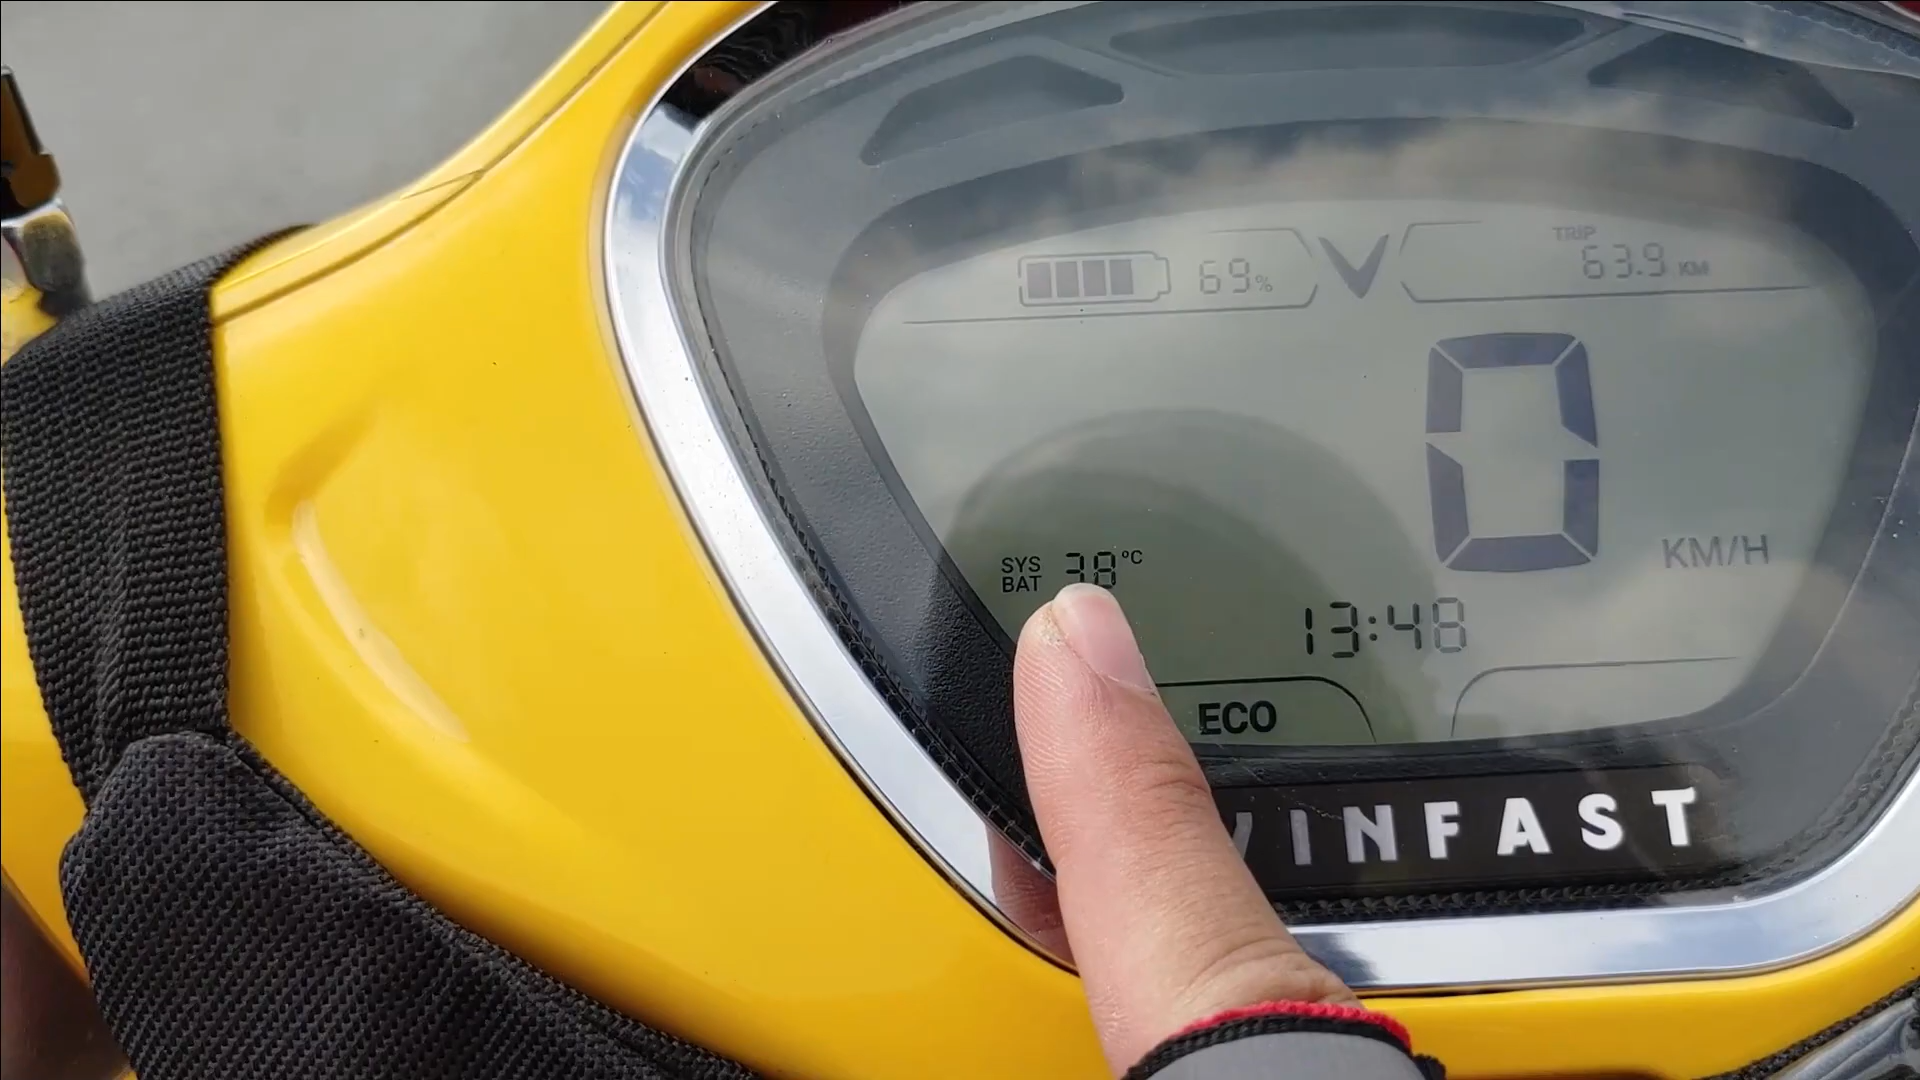 69%
TRIP
63.9 KM
0
KM/H
SYS
BAT
38 °C
13:48
ECO
VINFAST